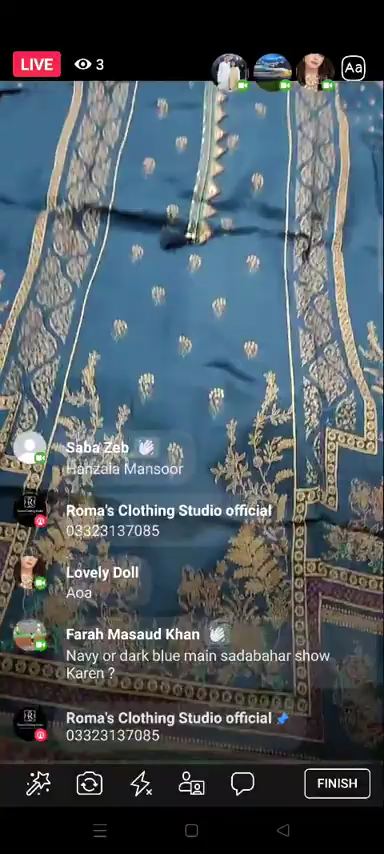 LIVE
3
Aa
Saba Zeb
Hanzala Mansoor
Roma's Clothing Studio official
03323137085
Lovely Doll
Aoa
Farah Masaud Khan
Navy or dark blue main sadabahar show
Karen ?
Roma's Clothing Studio official
03323137085
FINISH